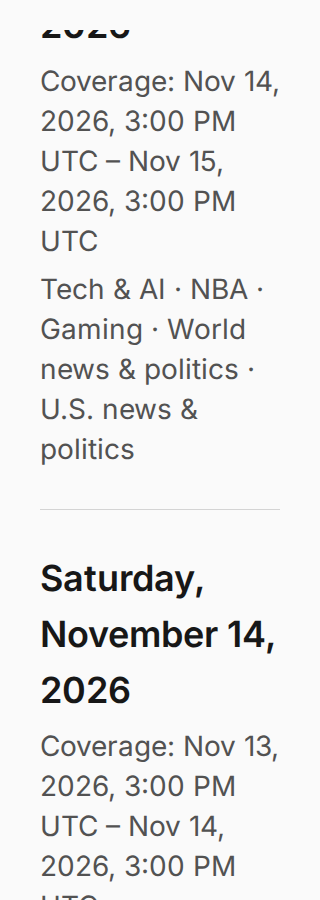 2026
Coverage: Nov 14,
2026, 3:00 PM
UTC – Nov 15,
2026, 3:00 PM
UTC
Tech & AI · NBA ·
Gaming · World
news & politics ·
U.S. news &
politics
Saturday,
November 14,
2026
Coverage: Nov 13,
2026, 3:00 PM
UTC – Nov 14,
2026, 3:00 PM
UTC